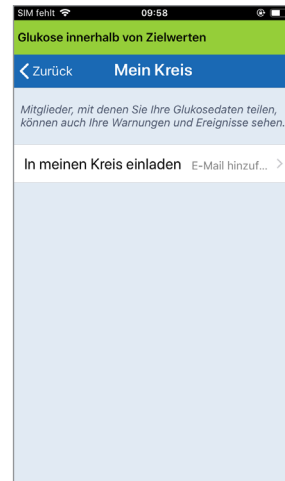 SIM fehlt 09:58
Glukose innerhalb von Zielwerten
Zurück Mein Kreis
Mitglieder, mit denen Sie Ihre Glukosedaten teilen,
können auch Ihre Warnungen und Ereignisse sehen.
In meinen Kreis einladen E-Mail hinzuf...